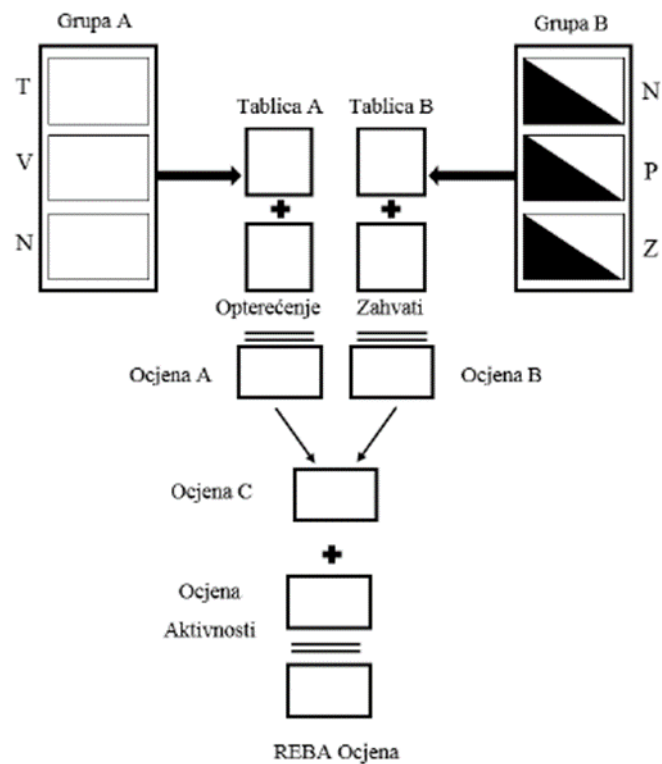 Grupa A
Grupa B
T
V
N
Tablica A
Tablica B
N
P
Z
Opterećenje
Zahvati
Ocjena A
Ocjena B
Ocjena C
Ocjena
Aktivnosti
REBA Ocjena